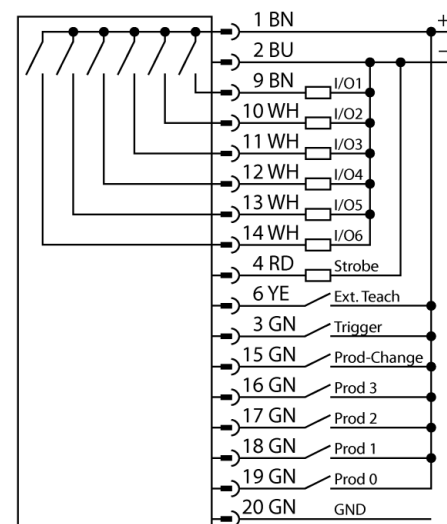 1 BN +
2 BU –
9 BN I/O1
10 WH I/O2
11 WH I/O3
12 WH I/O4
13 WH I/O5
14 WH I/O6
4 RD Strobe
6 YE Ext. Teach
3 GN Trigger
15 GN Prod-Change
16 GN Prod 3
17 GN Prod 2
18 GN Prod 1
19 GN Prod 0
20 GN GND